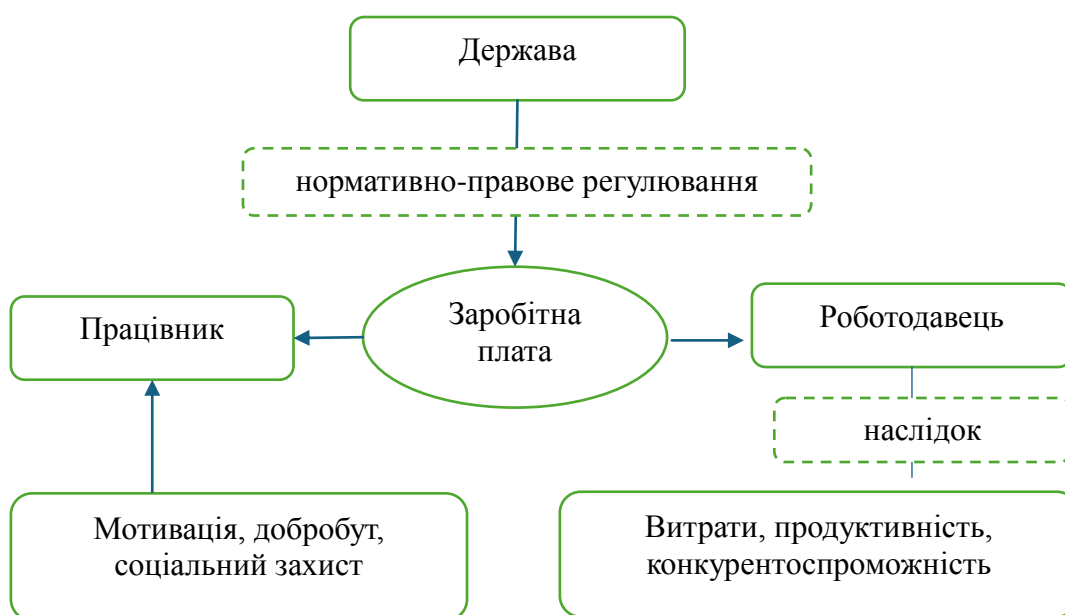 Держава
нормативно-правове регулювання
Заробітна
плата
Працівник
Роботодавець
наслідок
Мотивація, добробут,
соціальний захист
Витрати, продуктивність,
конкурентоспроможність